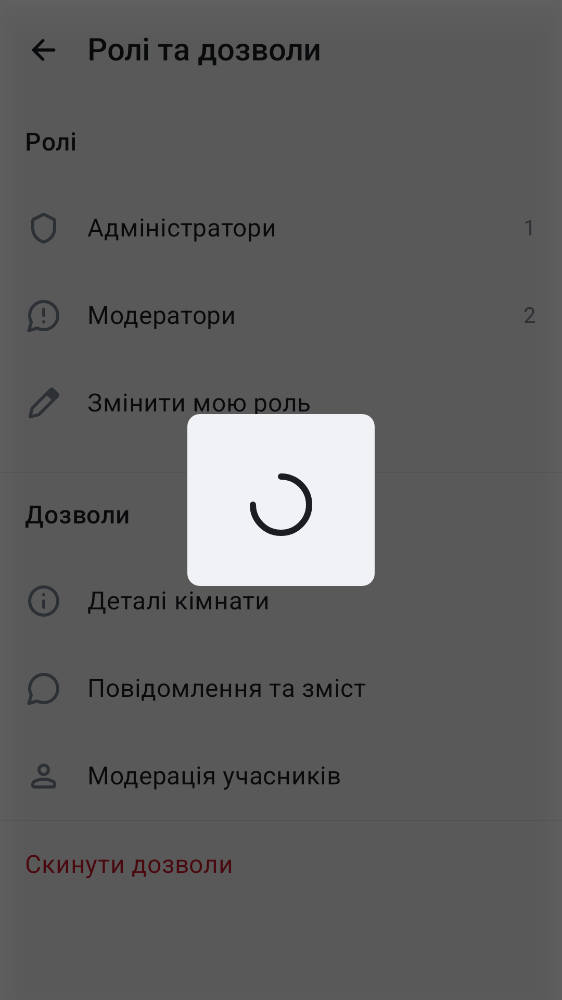 Ролі та дозволи
Ролі
Адміністратори 1
Модератори 2
Змінити мою роль
Дозволи
Деталі кімнати
Повідомлення та зміст
Модерація учасників
Скинути дозволи